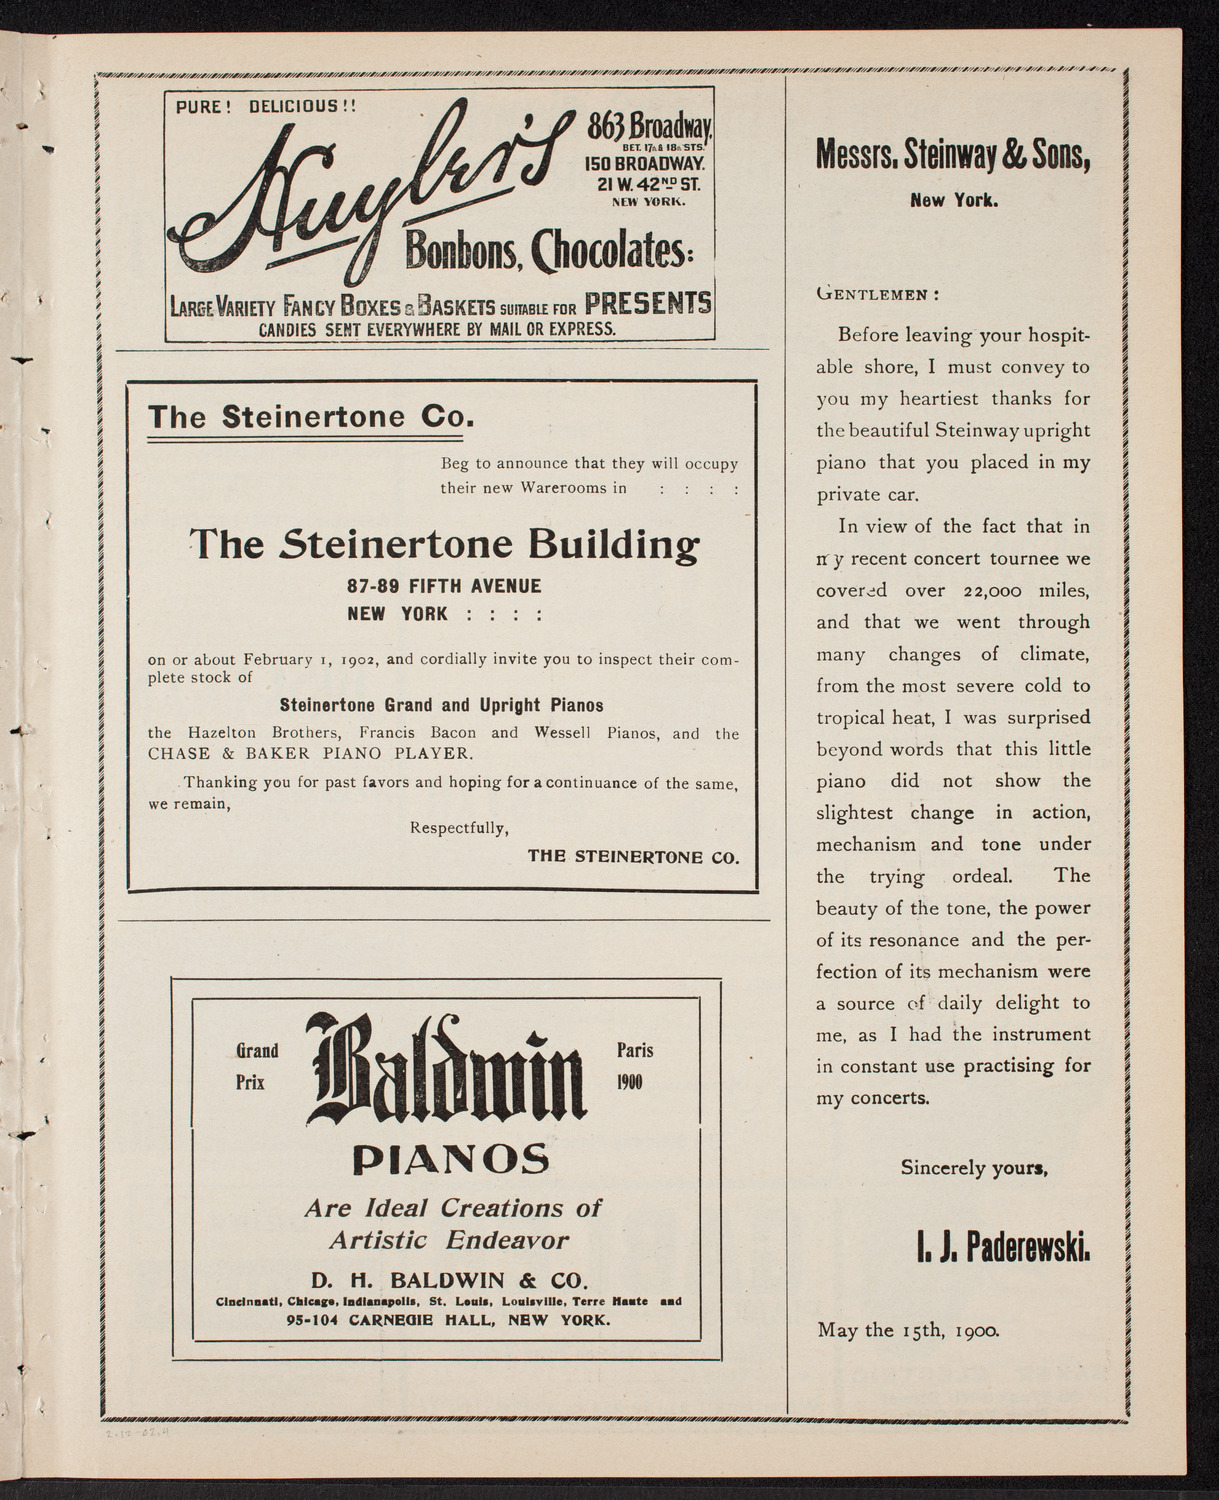 PURE! DELICIOUS!!
Huyler's
863 Broadway,
BET. 17th & 18th STS.
150 BROADWAY.
21 W. 42ND ST.
NEW YORK.
Bonbons, Chocolates:
LARGE VARIETY FANCY BOXES & BASKETS SUITABLE FOR PRESENTS
CANDIES SENT EVERYWHERE BY MAIL OR EXPRESS.
The Steinertone Co.
Beg to announce that they will occupy
their new Warerooms in : : : :
The Steinertone Building
87-89 FIFTH AVENUE
NEW YORK : : : :
on or about February 1, 1902, and cordially invite you to inspect their com-
plete stock of
Steinertone Grand and Upright Pianos
the Hazelton Brothers, Francis Bacon and Wessell Pianos, and the
CHASE & BAKER PIANO PLAYER.
Thanking you for past favors and hoping for a continuance of the same,
we remain,
Respectfully,
THE STEINERTONE CO.
Grand
Prix
Baldwin
Paris
1900
PIANOS
Are Ideal Creations of
Artistic Endeavor
D. H. BALDWIN & CO.
Cincinnati, Chicago, Indianapolis, St. Louis, Louisville, Terre Haute and
95-104 CARNEGIE HALL, NEW YORK.
Messrs. Steinway & Sons,
New York.
GENTLEMEN:
Before leaving your hospit-
able shore, I must convey to
you my heartiest thanks for
the beautiful Steinway upright
piano that you placed in my
private car.
In view of the fact that in
my recent concert tournee we
covered over 22,000 miles,
and that we went through
many changes of climate,
from the most severe cold to
tropical heat, I was surprised
beyond words that this little
piano did not show the
slightest change in action,
mechanism and tone under
the trying ordeal. The
beauty of the tone, the power
of its resonance and the per-
fection of its mechanism were
a source of daily delight to
me, as I had the instrument
in constant use practising for
my concerts.
Sincerely yours,
I. J. Paderewski.
May the 15th, 1900.
2.12-02.A